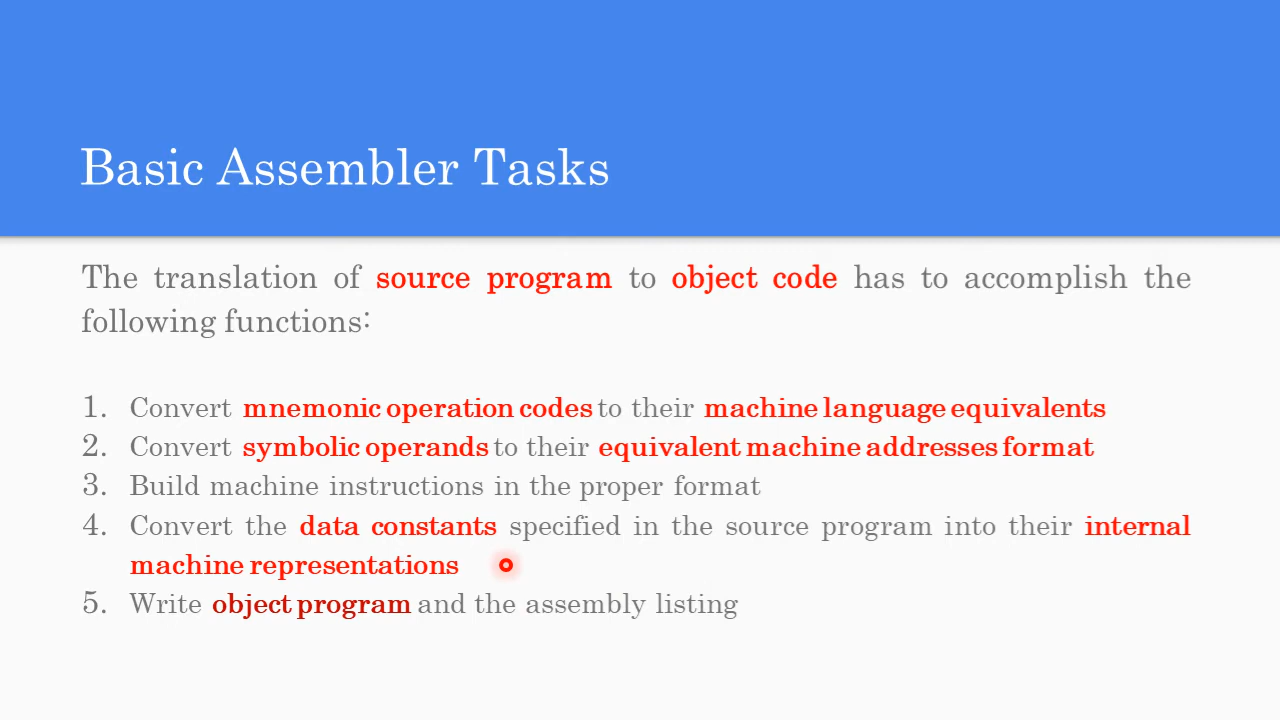 Basic Assembler Tasks
The translation of source program to object code has to accomplish the
following functions:
1. Convert mnemonic operation codes to their machine language equivalents
2. Convert symbolic operands to their equivalent machine addresses format
3. Build machine instructions in the proper format
4. Convert the data constants specified in the source program into their internal
machine representations
5. Write object program and the assembly listing